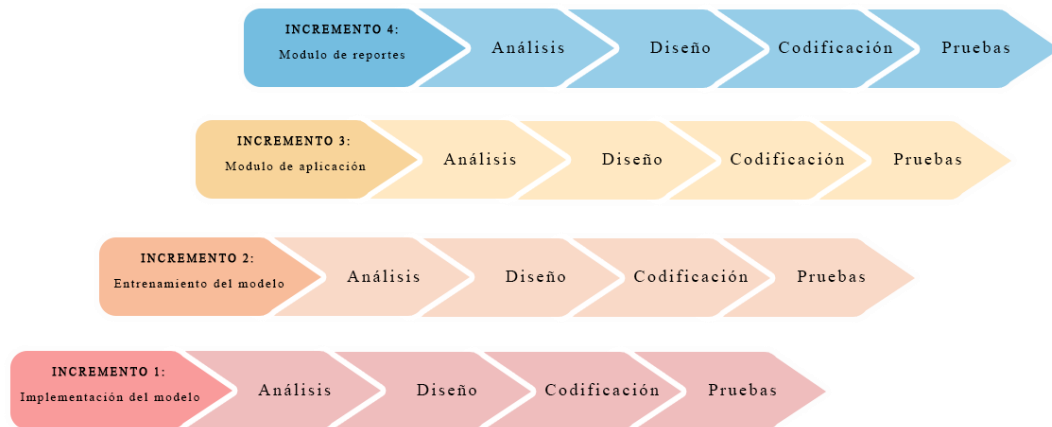 INCREMENTO 4:
Modulo de reportes
Análisis
Diseño
Codificación
Pruebas
INCREMENTO 3:
Modulo de aplicación
Análisis
Diseño
Codificación
Pruebas
INCREMENTO 2:
Entrenamiento del modelo
Análisis
Diseño
Codificación
Pruebas
INCREMENTO 1:
Implementación del modelo
Análisis
Diseño
Codificación
Pruebas